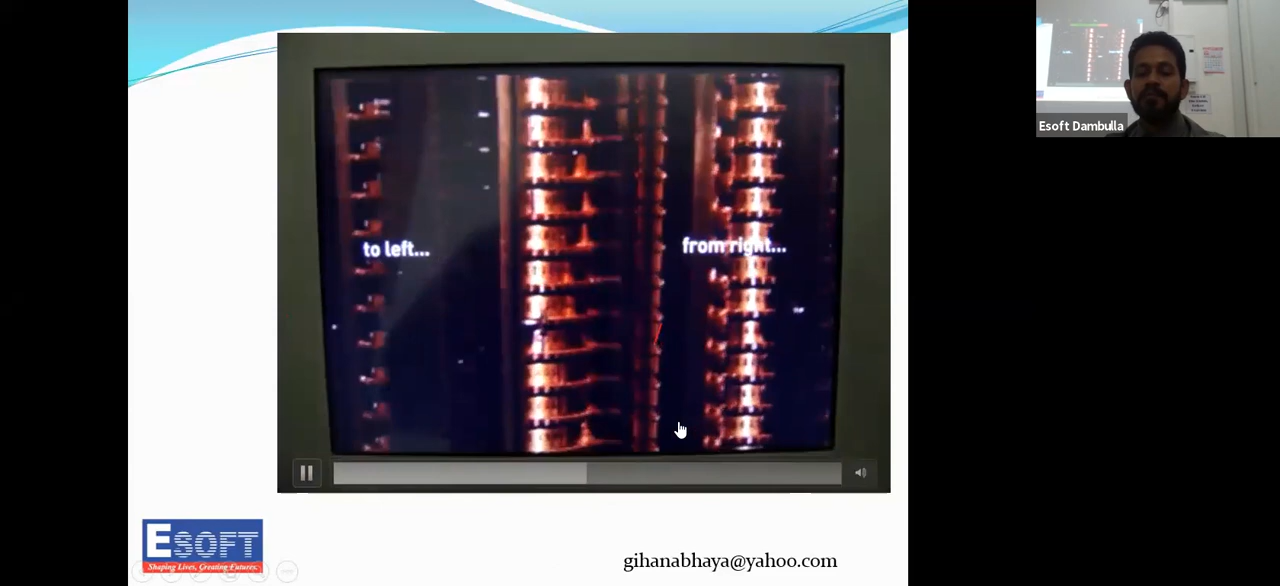 to left...
from right...
Esoft Dambulla
ESOFT
Shaping Lives, Creating Futures.
gihanabhaya@yahoo.com